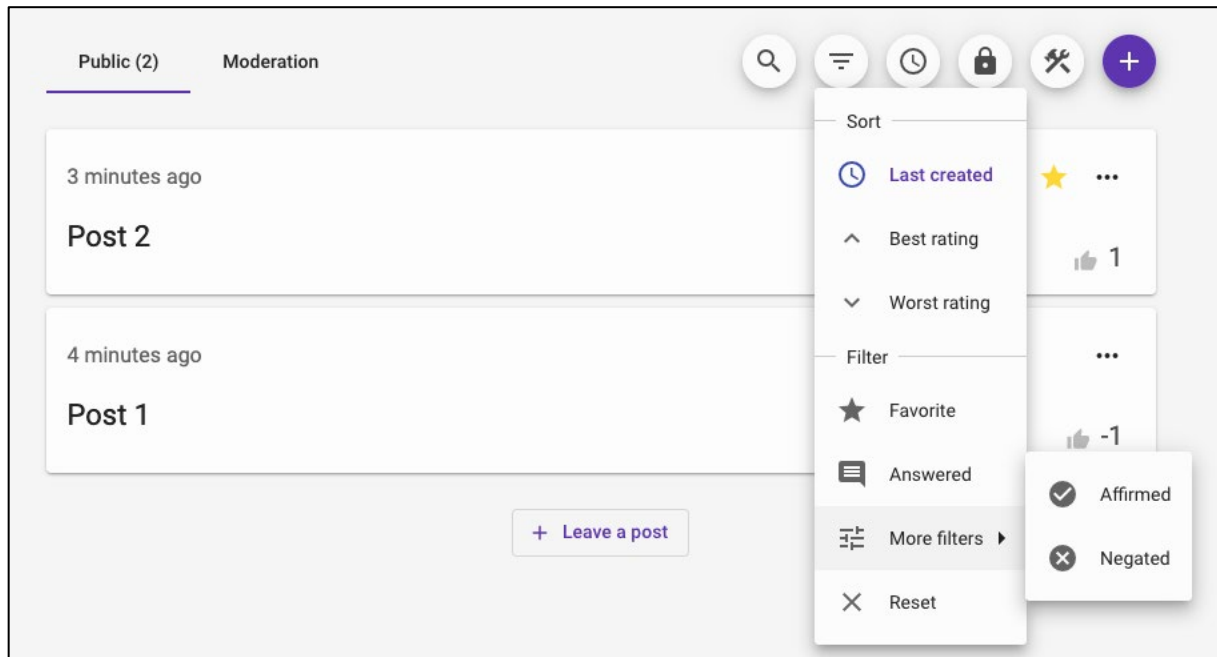 Public (2)
Moderation
Sort
Last created
Best rating
Worst rating
Filter
Favorite
Answered
More filters
Reset
Affirmed
Negated
3 minutes ago
Post 2
1
4 minutes ago
Post 1
-1
+ Leave a post